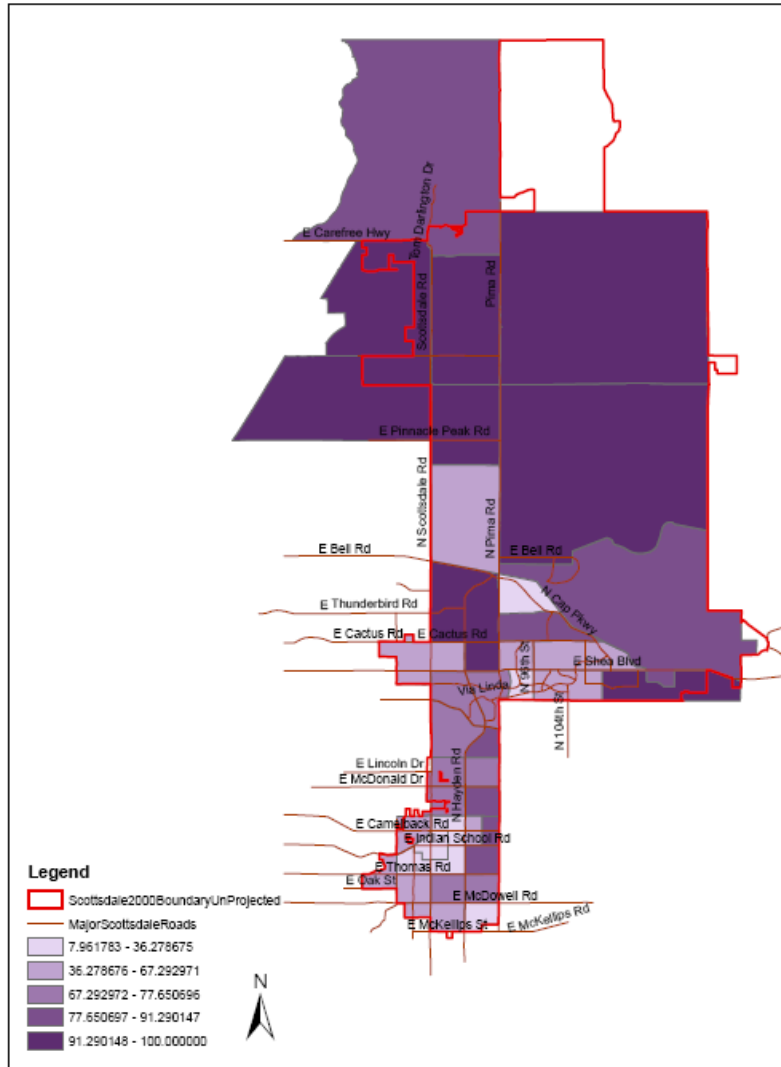 Tom Darlington Dr
E Carefree Hwy
Scottsdale Rd
Pima Rd
E Pinnacle Peak Rd
N Scottsdale Rd
N Pima Rd
E Bell Rd
E Bell Rd
N Cap Pkwy
E Thunderbird Rd
E Cactus Rd
E Cactus Rd
N 96th St
E Shea Blvd
Via Linda
N 104th St
E Lincoln Dr
N Hayden Rd
E McDonald Dr
E Camelback Rd
E Indian School Rd
E Thomas Rd
E Oak St
E McDowell Rd
E McKellips St
E McKellips Rd
Legend
Scottsdale2000BoundaryUnProjected
MajorScottsdaleRoads
7.961783 - 36.278675
36.278676 - 67.292971
67.292972 - 77.650696
77.650697 - 91.290147
91.290148 - 100.000000
N